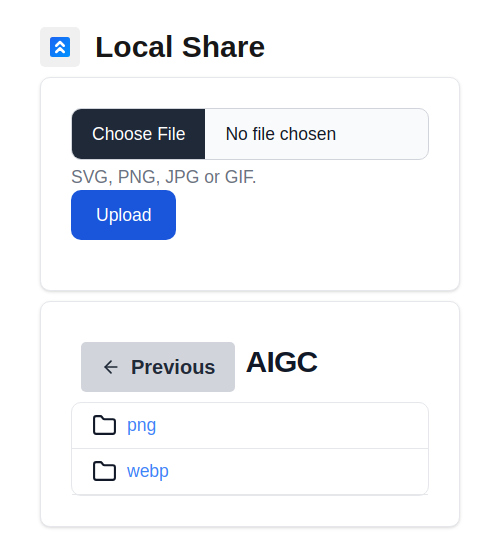 Local Share
Choose File No file chosen
SVG, PNG, JPG or GIF.
Upload
Previous AIGC
png
webp